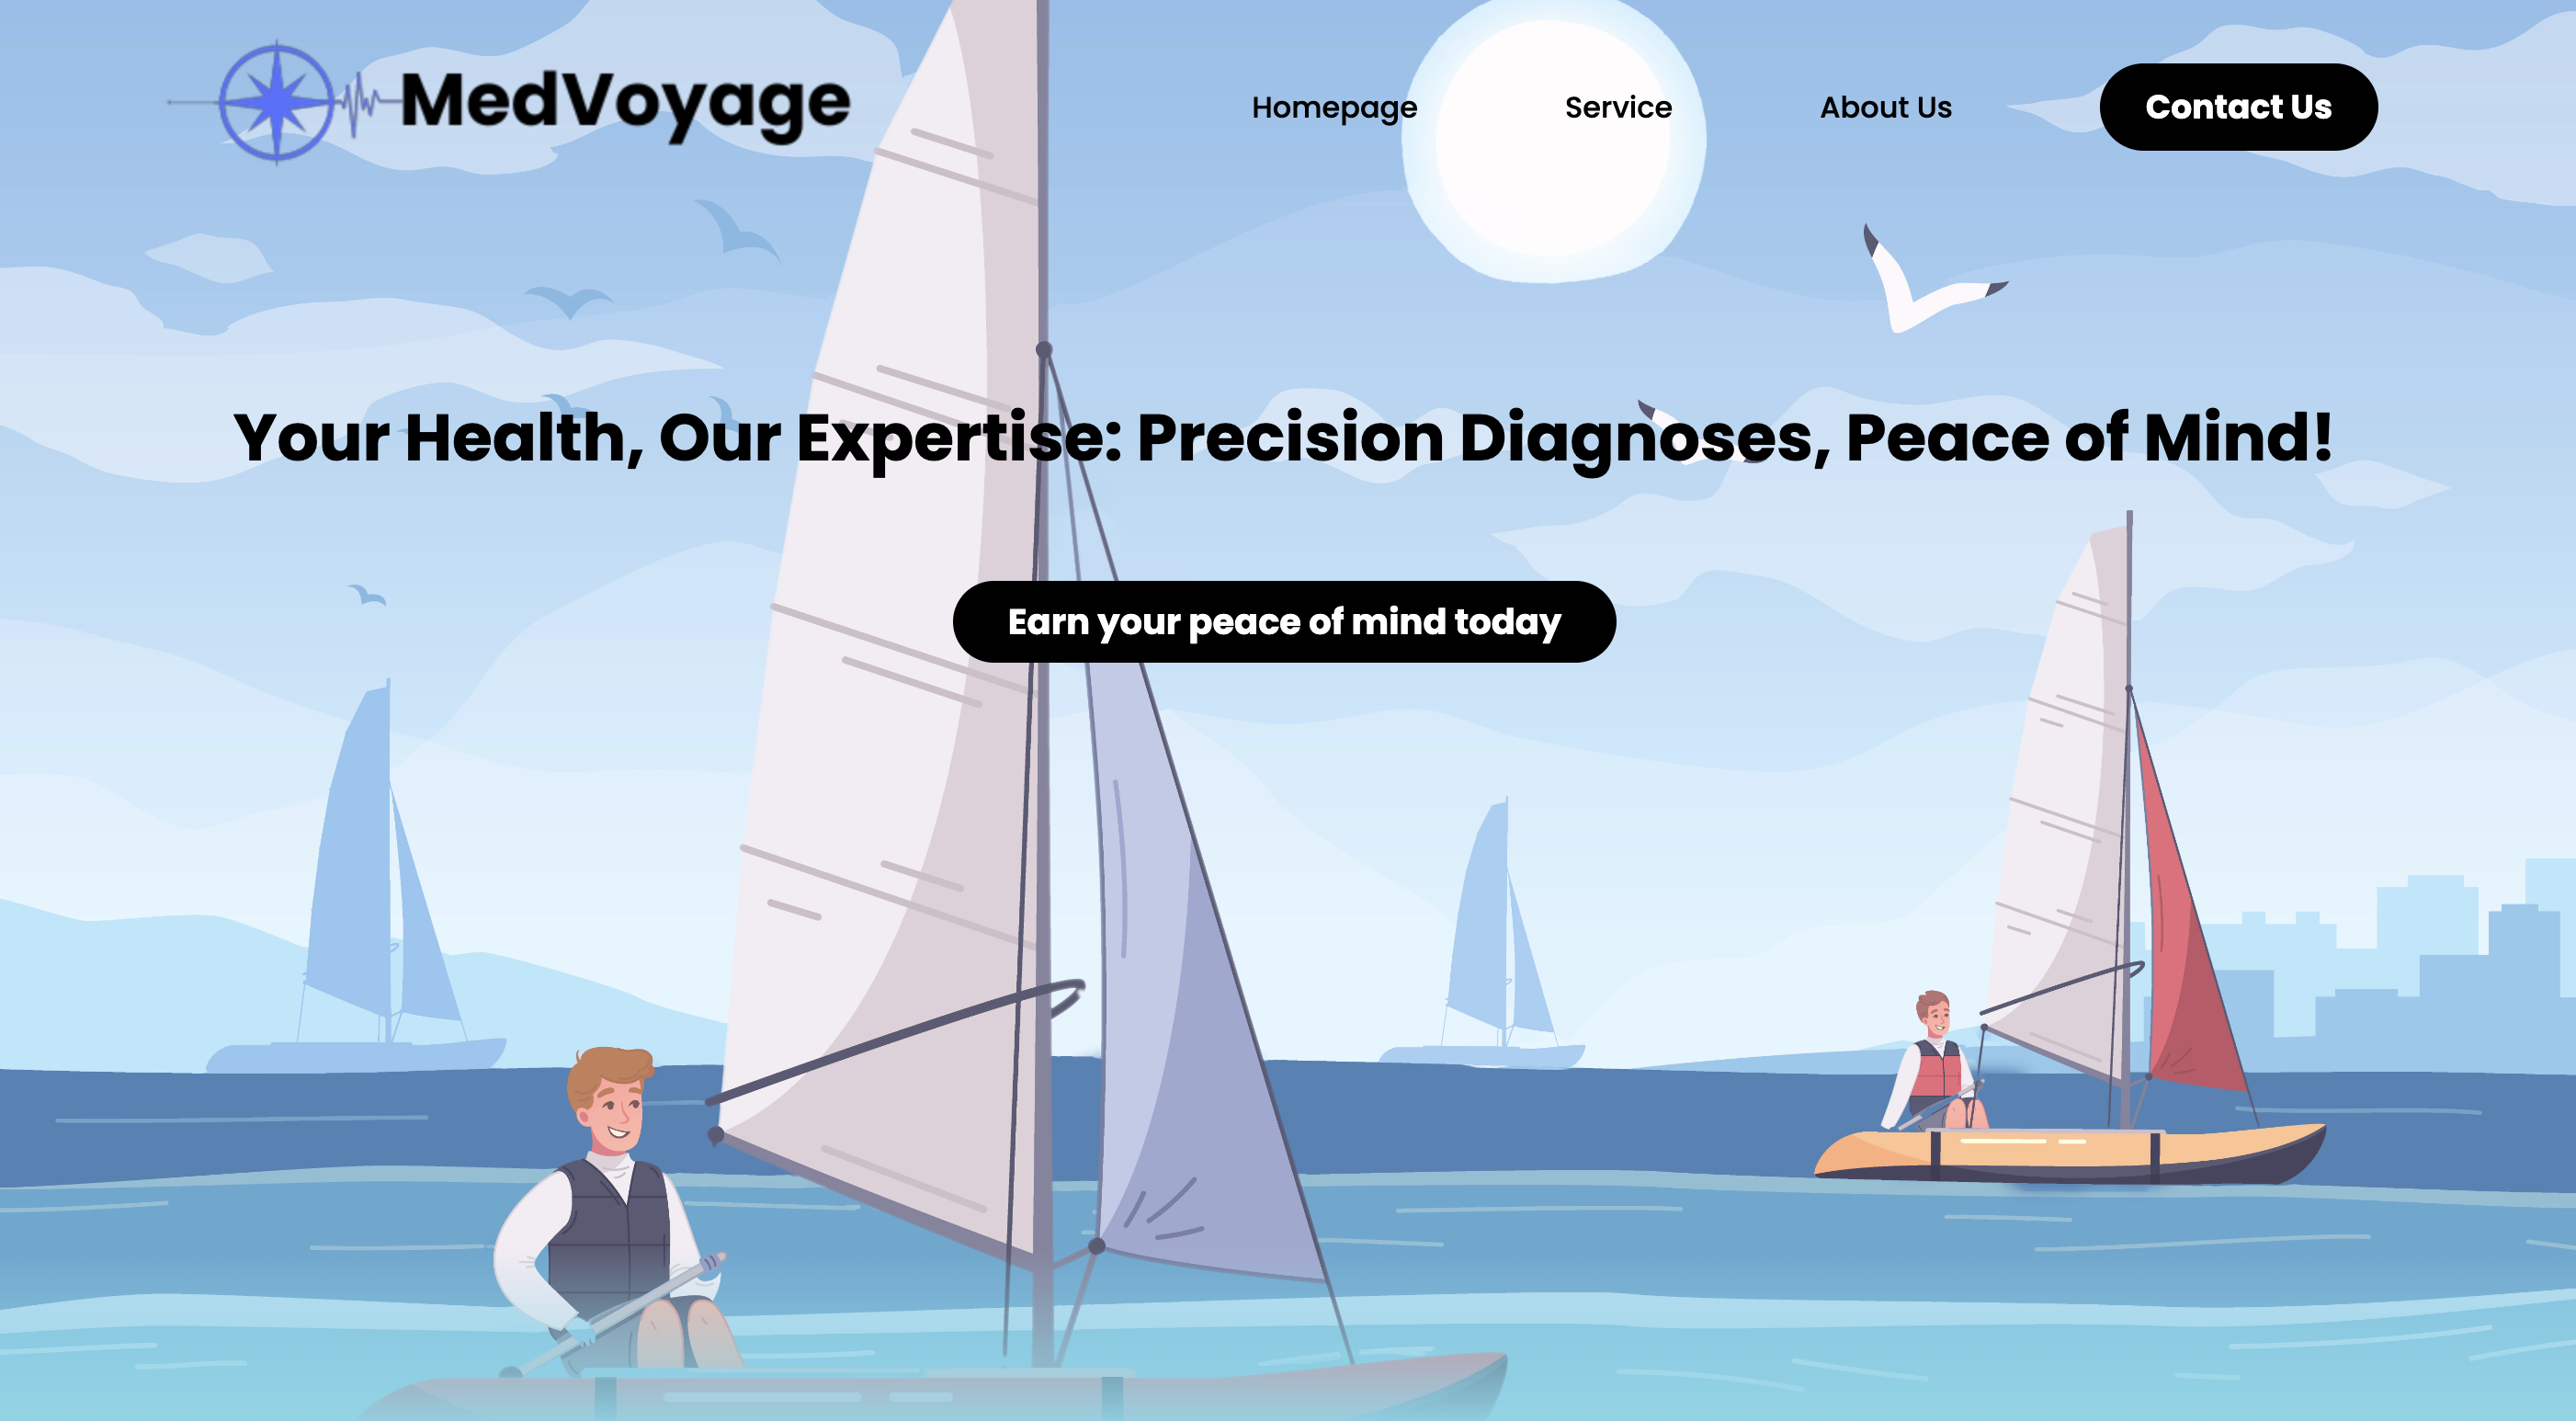 MedVoyage
Homepage
Service
About Us
Contact Us
Your Health, Our Expertise: Precision Diagnoses, Peace of Mind!
Earn your peace of mind today